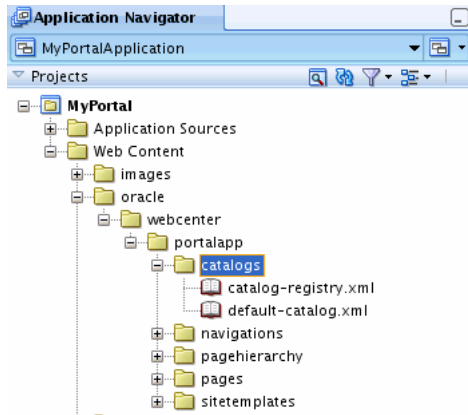 Application Navigator
MyPortalApplication
Projects
MyPortal
Application Sources
Web Content
images
oracle
webcenter
portalapp
catalogs
catalog-registry.xml
default-catalog.xml
navigations
pagehierarchy
pages
sitetemplates